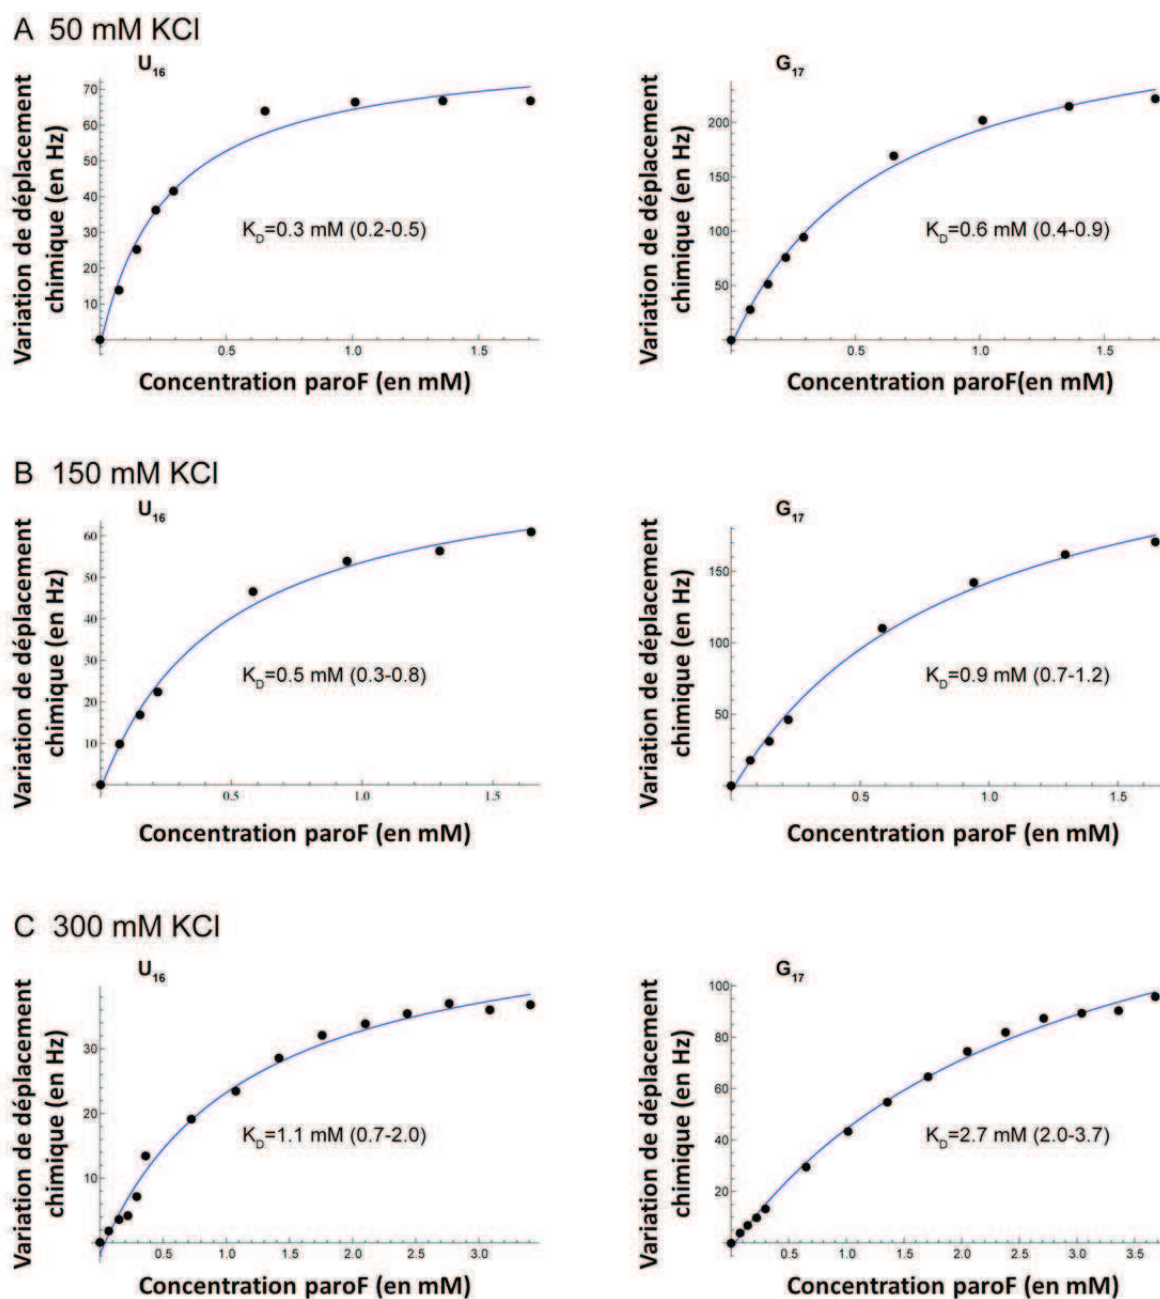 A 50 mM KCl
U16
G17
Variation de déplacement
chimique (en Hz)
70
60
50
40
30
20
10
0.5
1.0
1.5
KD=0.3 mM (0.2-0.5)
Concentration paroF (en mM)
Variation de déplacement
chimique (en Hz)
200
150
100
50
0.5
1.0
1.5
KD=0.6 mM (0.4-0.9)
Concentration paroF(en mM)
B 150 mM KCl
U16
G17
Variation de déplacement
chimique (en Hz)
60
50
40
30
20
10
0.5
1.0
1.5
KD=0.5 mM (0.3-0.8)
Concentration paroF (en mM)
Variation de déplacement
chimique (en Hz)
150
100
50
0.5
1.0
1.5
KD=0.9 mM (0.7-1.2)
Concentration paroF (en mM)
C 300 mM KCl
U16
G17
Variation de déplacement
chimique (en Hz)
30
20
10
0.5
1.0
1.5
2.0
2.5
3.0
KD=1.1 mM (0.7-2.0)
Concentration paroF (en mM)
Variation de déplacement
chimique (en Hz)
100
80
60
40
20
0.5
1.0
1.5
2.0
2.5
3.0
3.5
KD=2.7 mM (2.0-3.7)
Concentration paroF (en mM)